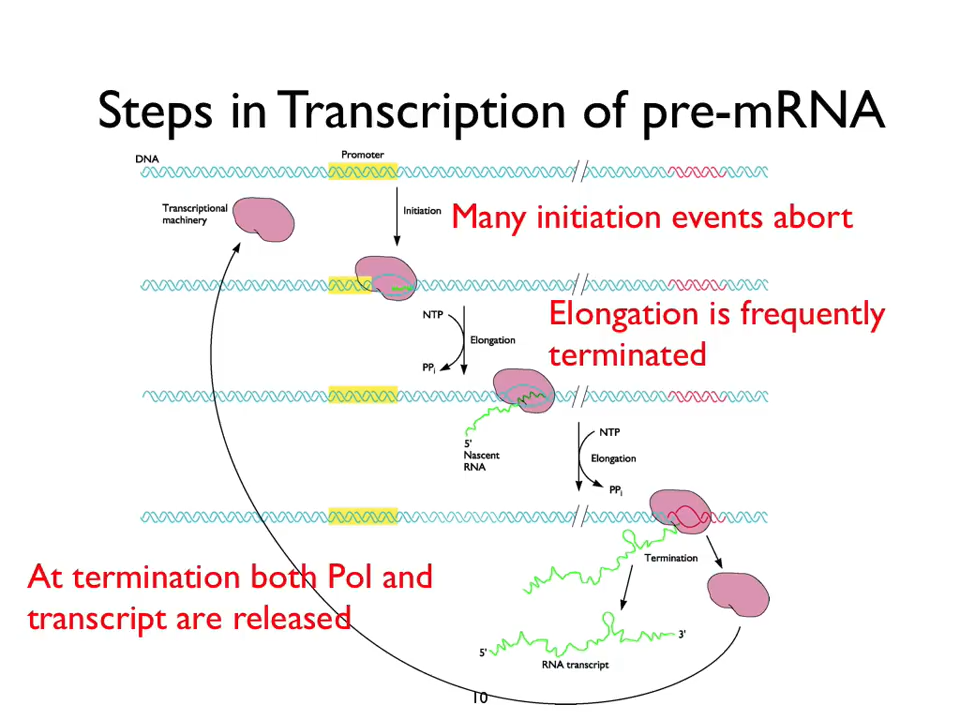 Steps in Transcription of pre-mRNA
DNA
Promoter
Transcriptional
machinery
Initiation
Many initiation events abort
NTP
Elongation
PPi
Elongation is frequently
terminated
5'
Nascent
RNA
NTP
Elongation
PPi
At termination both Pol and
transcript are released
Termination
5'
3'
RNA transcript
10